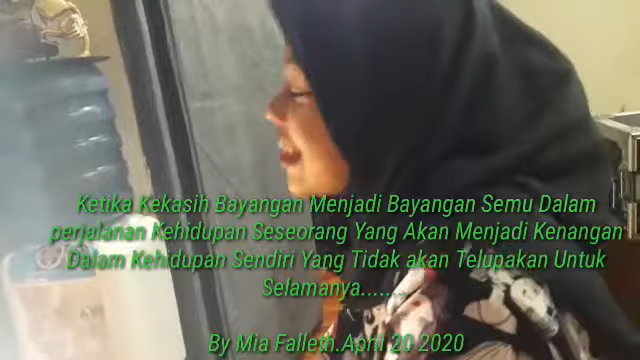 Ketika Kekasih Bayangan Menjadi Bayangan Semu Dalam
perjalanan Kehidupan Seseorang Yang Akan Menjadi Kenangan
Dalam Kehidupan Sendiri Yang Tidak akan Telupakan Untuk
Selamanya......
By Mia Falleth.April 20 2020